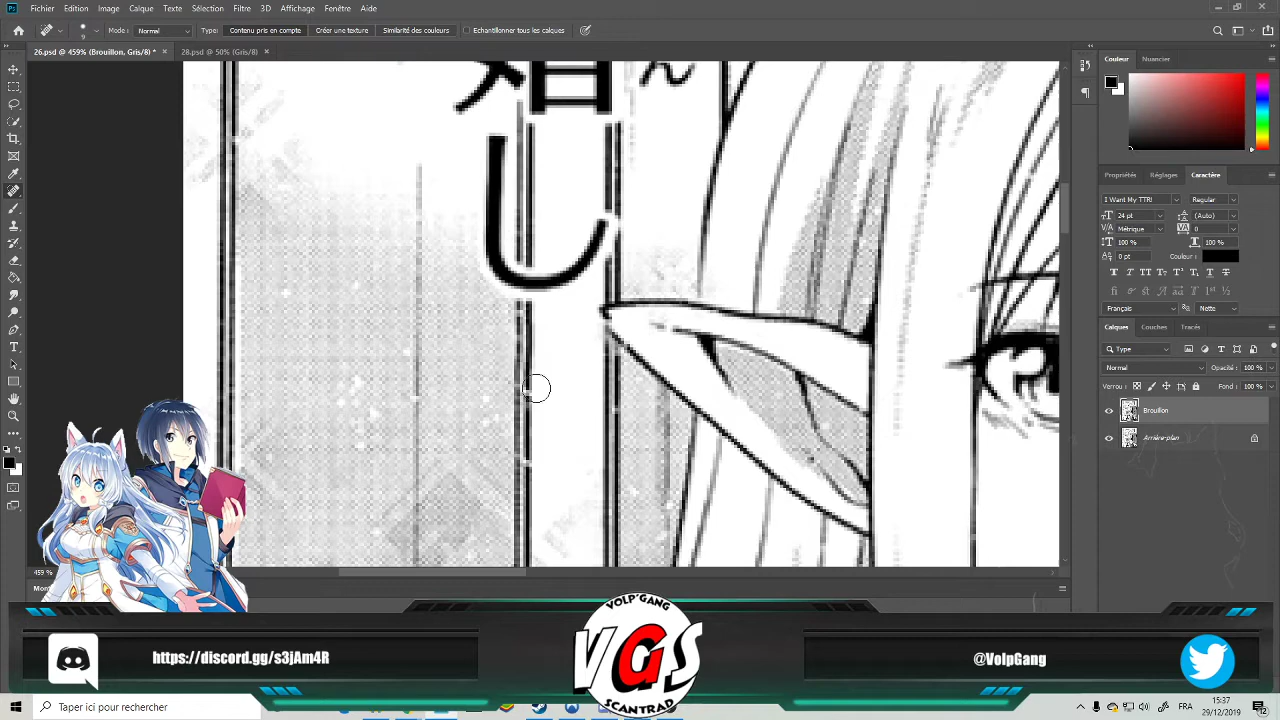 Fichier Edition Image Calque Texte Sélection Filtre 3D Affichage Fenêtre Aide
Mode : Normal Type : Contenu pris en compte Créer une texture Similarité des couleurs Echantillonner tous les calques
26.psd @ 459% (Brouillon, Gris/8) * × 28.psd @ 50% (Gris/8) ×
Couleur Nuancier
Propriétés Réglages Caractère
I Want My TTR! Regular
24 pt (Auto)
Métrique 0
100 % 100 %
0 pt Couleur :
Français Nette
Calques Couches Tracés
Type
Normal Opacité : 100 %
Verrou : Fond : 100 %
Brouillon
Arrière-plan
し
459 %
VOLP'GANG
VGS
SCANTRAD
https://discord.gg/s3jAm4R
@VolpGang
Taper ici pour rechercher
FRA
15:37
29/12/2019